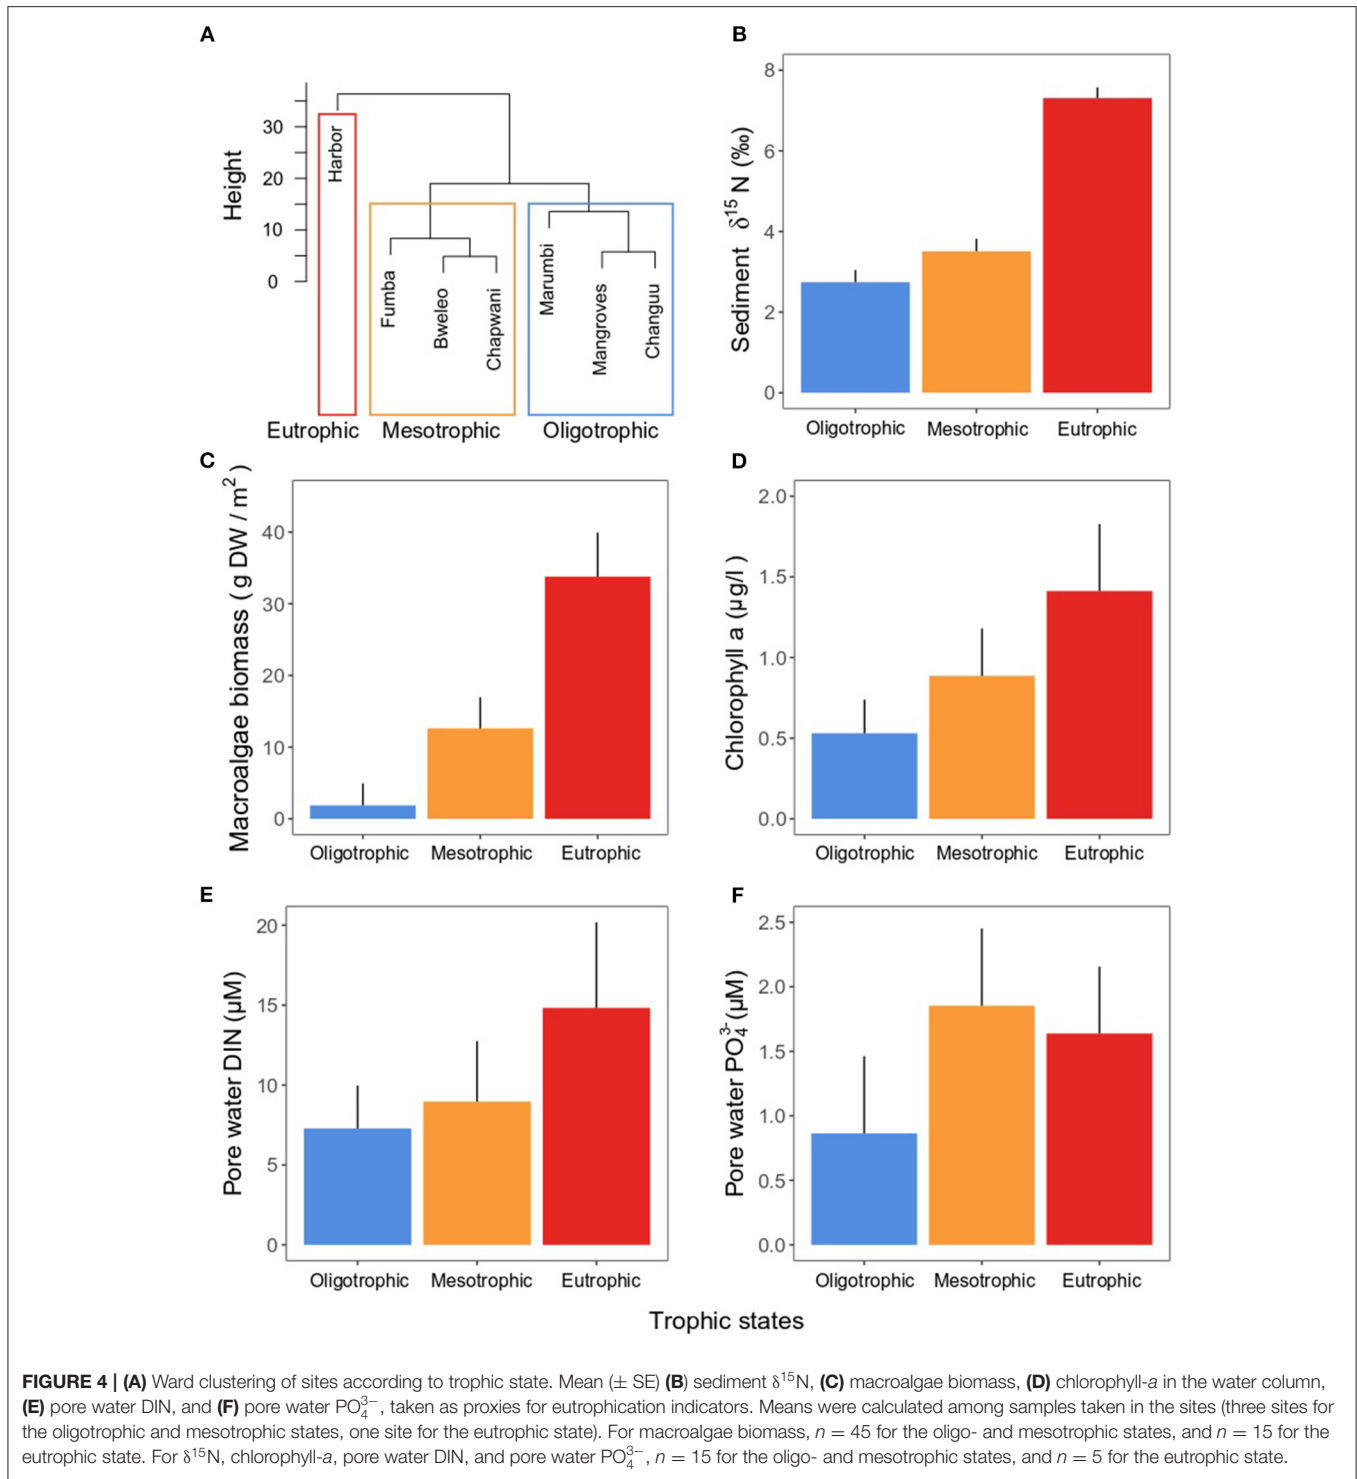 A
Height
30
20
10
0
Harbor
Fumba
Bweleo
Chapwani
Marumbi
Mangroves
Changuu
Eutrophic Mesotrophic Oligotrophic
B
Sediment δ¹⁵ N (‰)
8
6
4
2
0
Oligotrophic Mesotrophic Eutrophic
C
Macroalgae biomass ( g DW / m²)
40
30
20
10
0
Oligotrophic Mesotrophic Eutrophic
D
Chlorophyll a (µg/l)
2.0
1.5
1.0
0.5
0.0
Oligotrophic Mesotrophic Eutrophic
E
Pore water DIN (µM)
20
15
10
5
0
Oligotrophic Mesotrophic Eutrophic
F
Pore water PO₄³⁻ (µM)
2.5
2.0
1.5
1.0
0.5
0.0
Oligotrophic Mesotrophic Eutrophic
Trophic states
FIGURE 4 | (A) Ward clustering of sites according to trophic state. Mean (± SE) (B) sediment δ¹⁵N, (C) macroalgae biomass, (D) chlorophyll-a in the water column,
(E) pore water DIN, and (F) pore water PO₄³⁻, taken as proxies for eutrophication indicators. Means were calculated among samples taken in the sites (three sites for
the oligotrophic and mesotrophic states, one site for the eutrophic state). For macroalgae biomass, n = 45 for the oligo- and mesotrophic states, and n = 15 for the
eutrophic state. For δ¹⁵N, chlorophyll-a, pore water DIN, and pore water PO₄³⁻, n = 15 for the oligo- and mesotrophic states, and n = 5 for the eutrophic state.